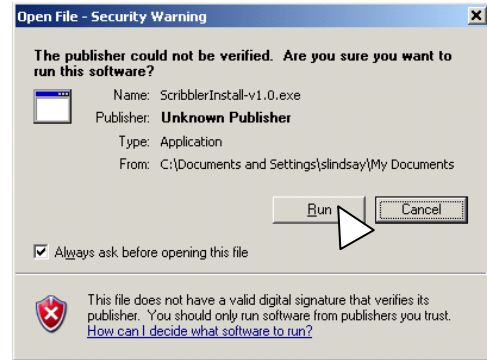 Open File - Security Warning
The publisher could not be verified.  Are you sure you want to
run this software?
Name: ScribblerInstall-v1.0.exe
Publisher: Unknown Publisher
Type: Application
From: C:\Documents and Settings\slindsay\My Documents
Run Cancel
Always ask before opening this file
This file does not have a valid digital signature that verifies its
publisher.  You should only run software from publishers you trust.
How can I decide what software to run?